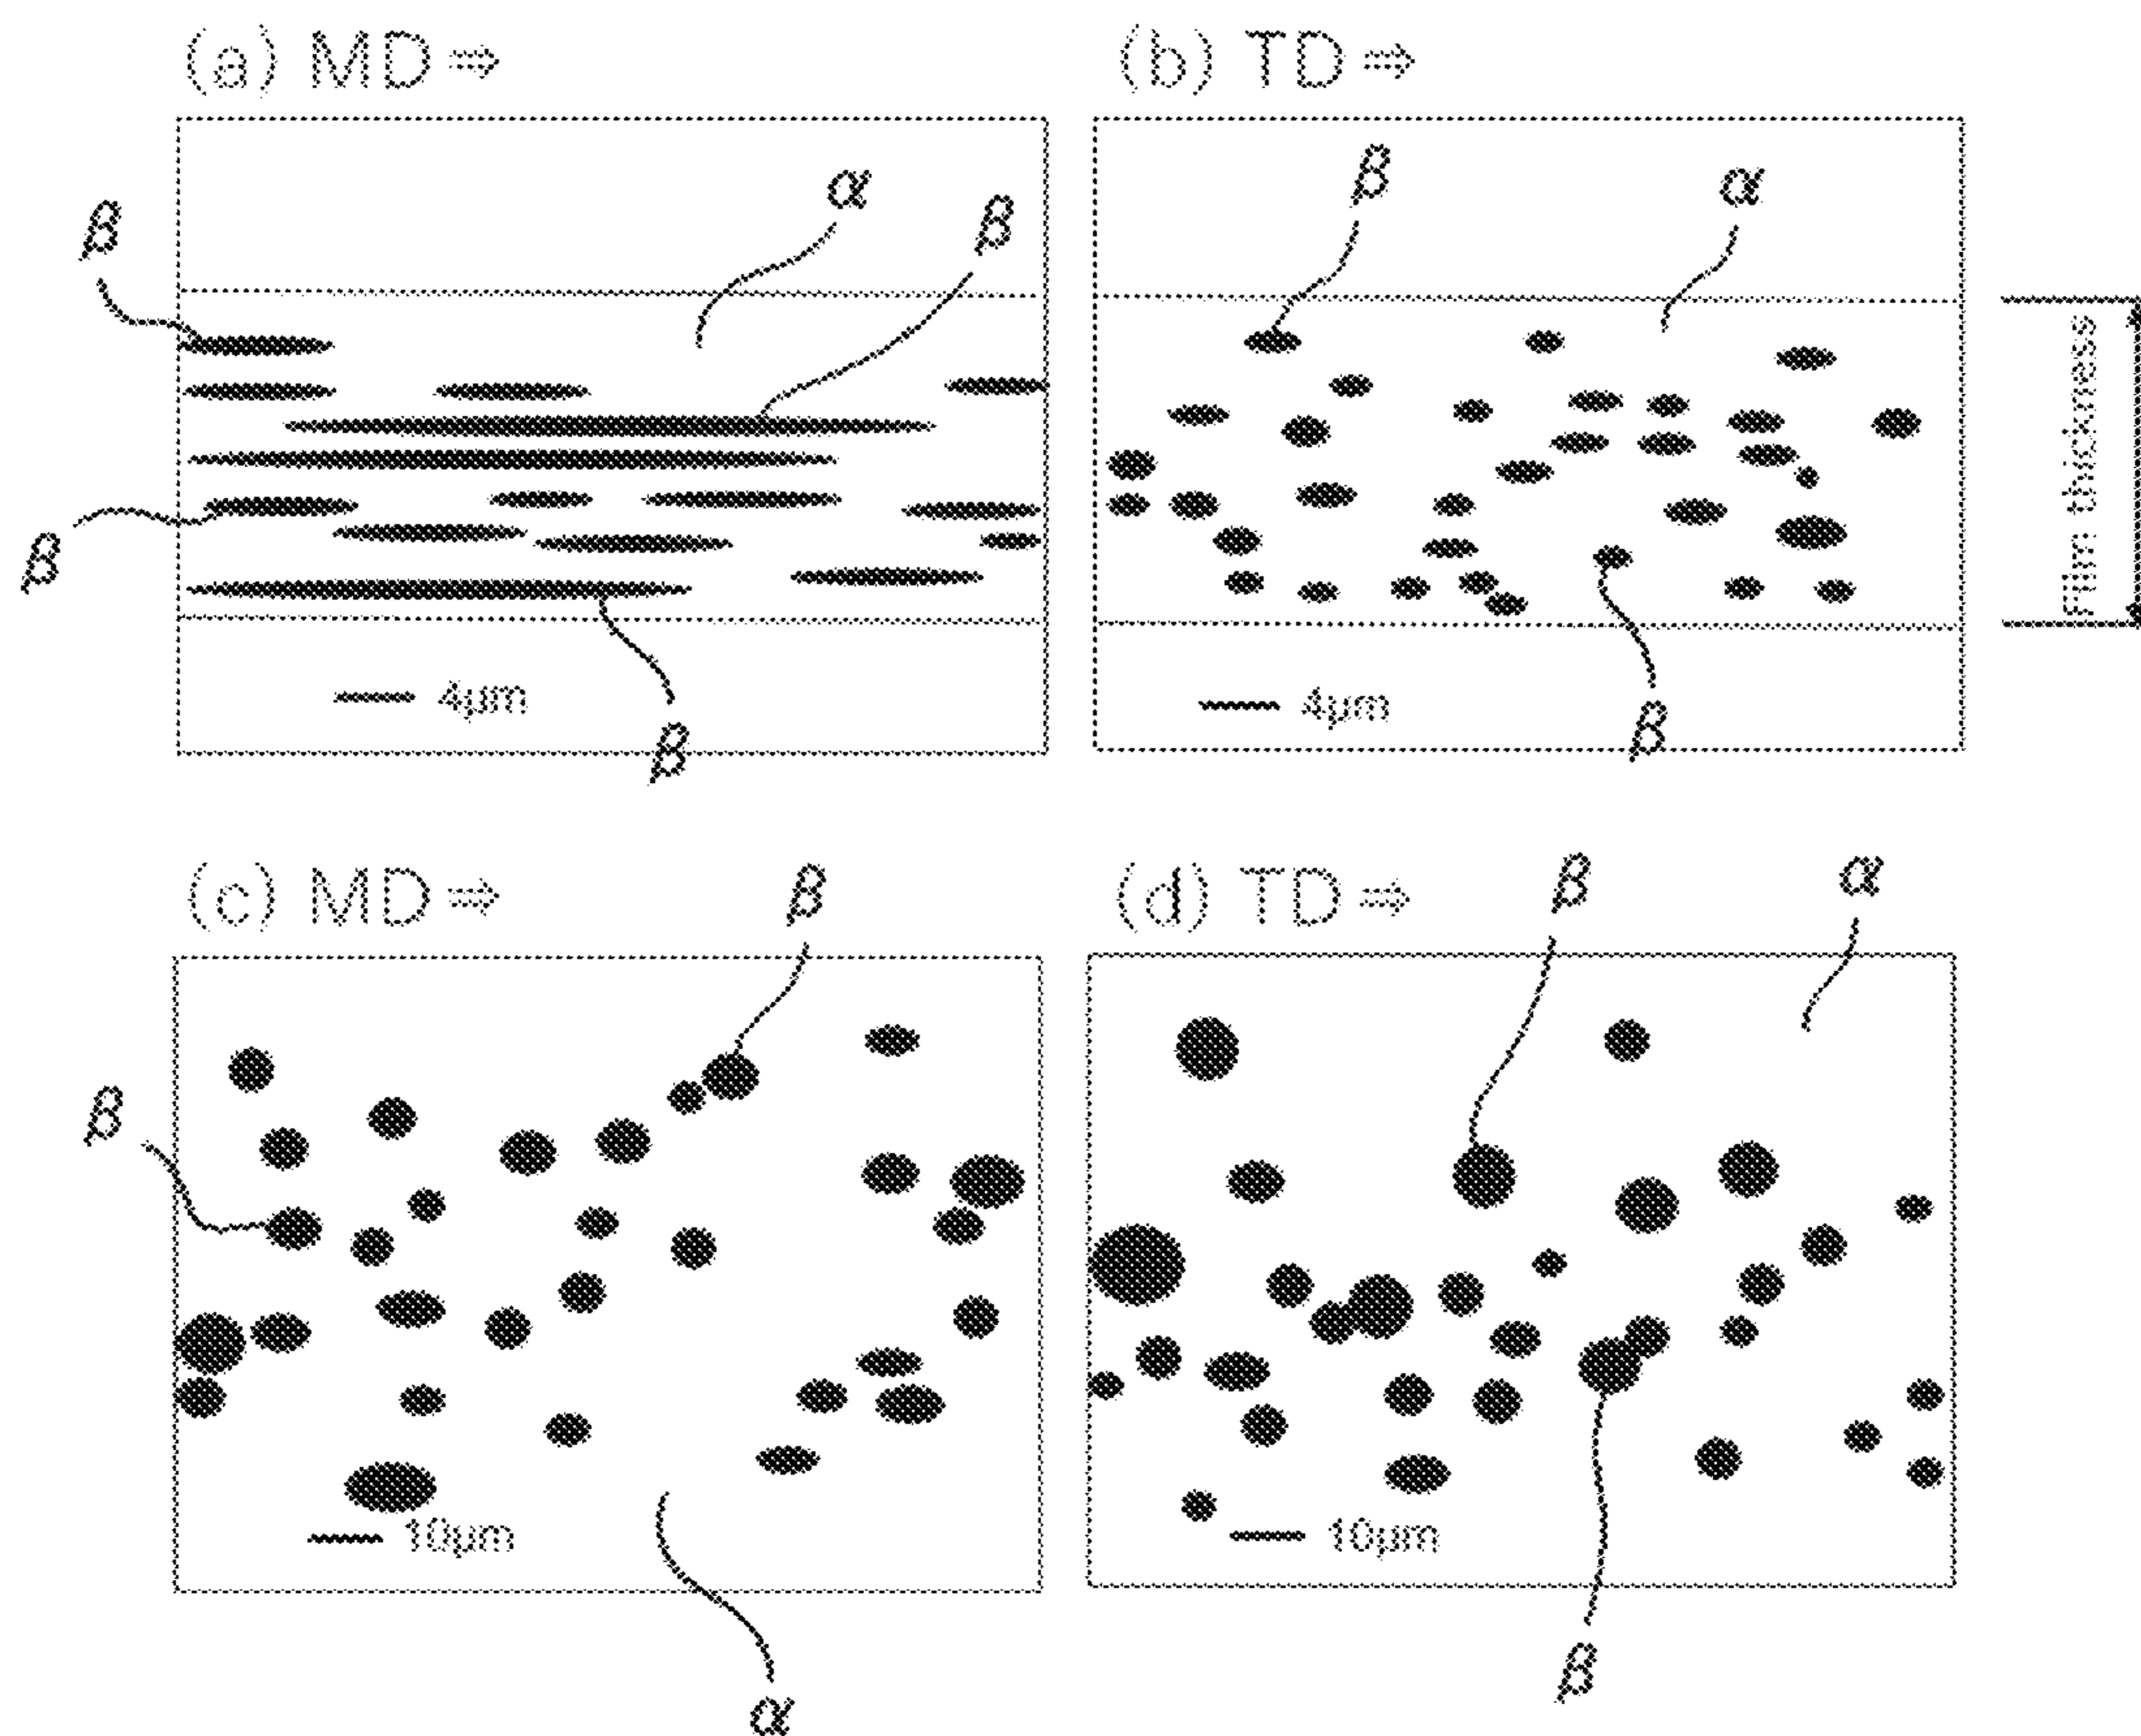 (a) MD ⇒
(b) TD ⇒
β
α
β
β
β
4μm
β
α
β
4μm
Film thickness
(c) MD ⇒
β
β
10μm
α
(d) TD ⇒
β
α
10μm
β